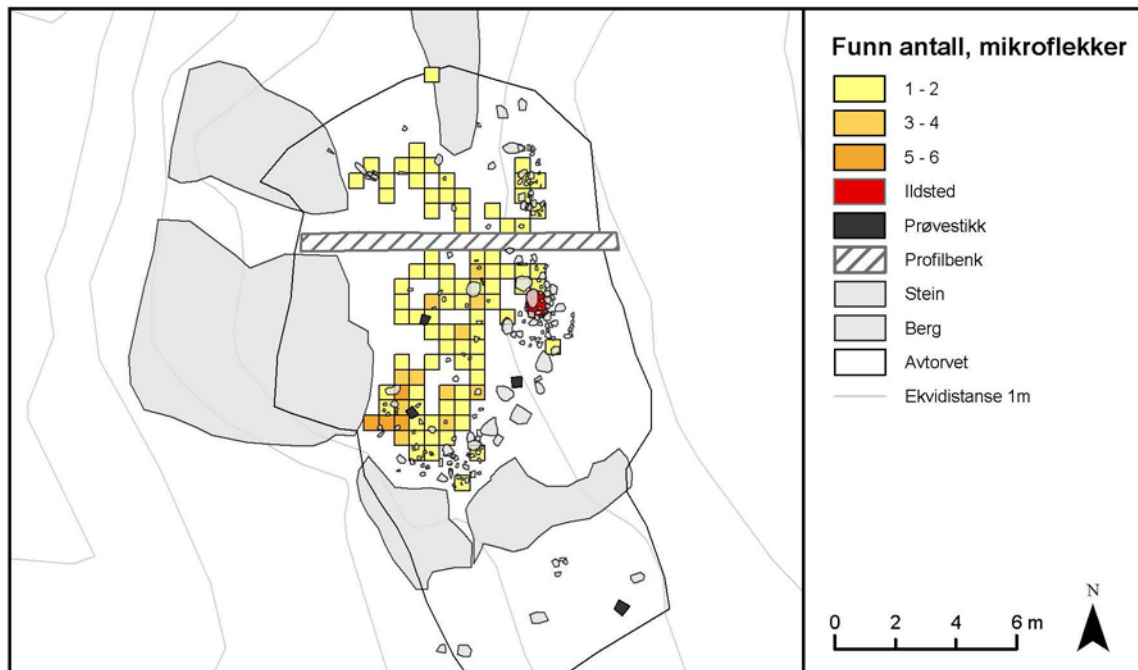 Funn antall, mikroflekker
1 - 2
3 - 4
5 - 6
Ildsted
Prøvestikk
Profilbenk
Stein
Berg
Avtorvet
Ekvidistanse 1m
N
0 2 4 6 m